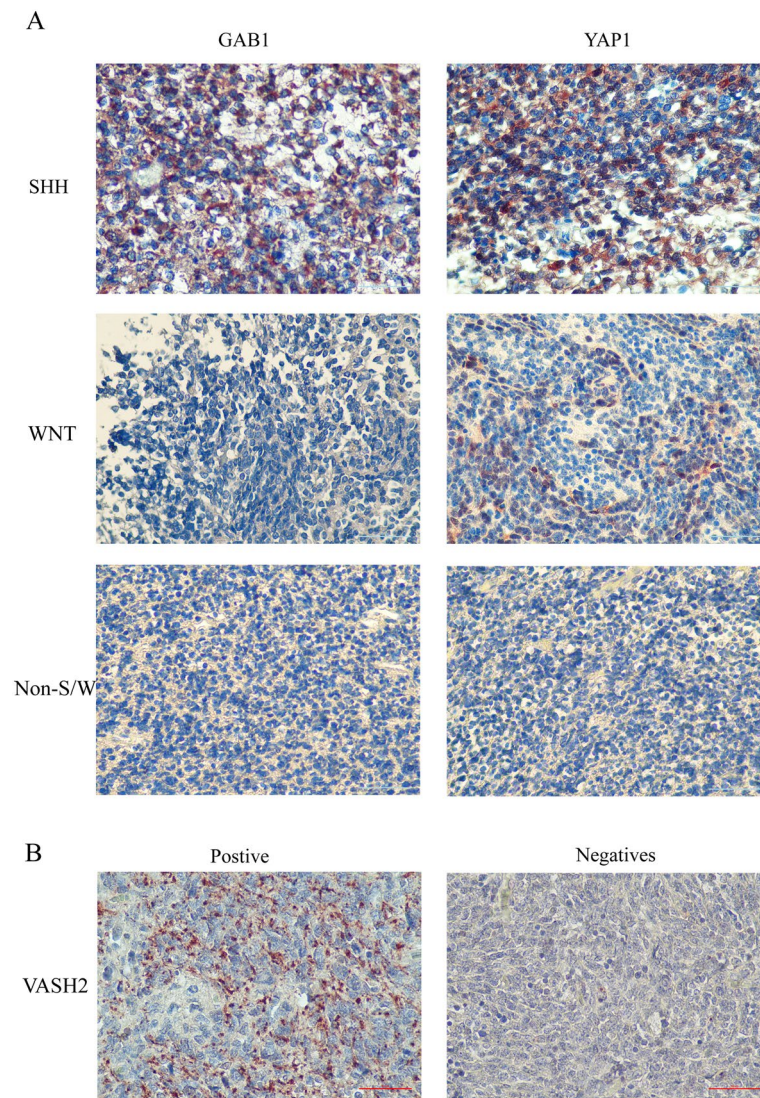 A
GAB1 YAP1
SHH
WNT
Non-S/W
B
Postive Negatives
VASH2